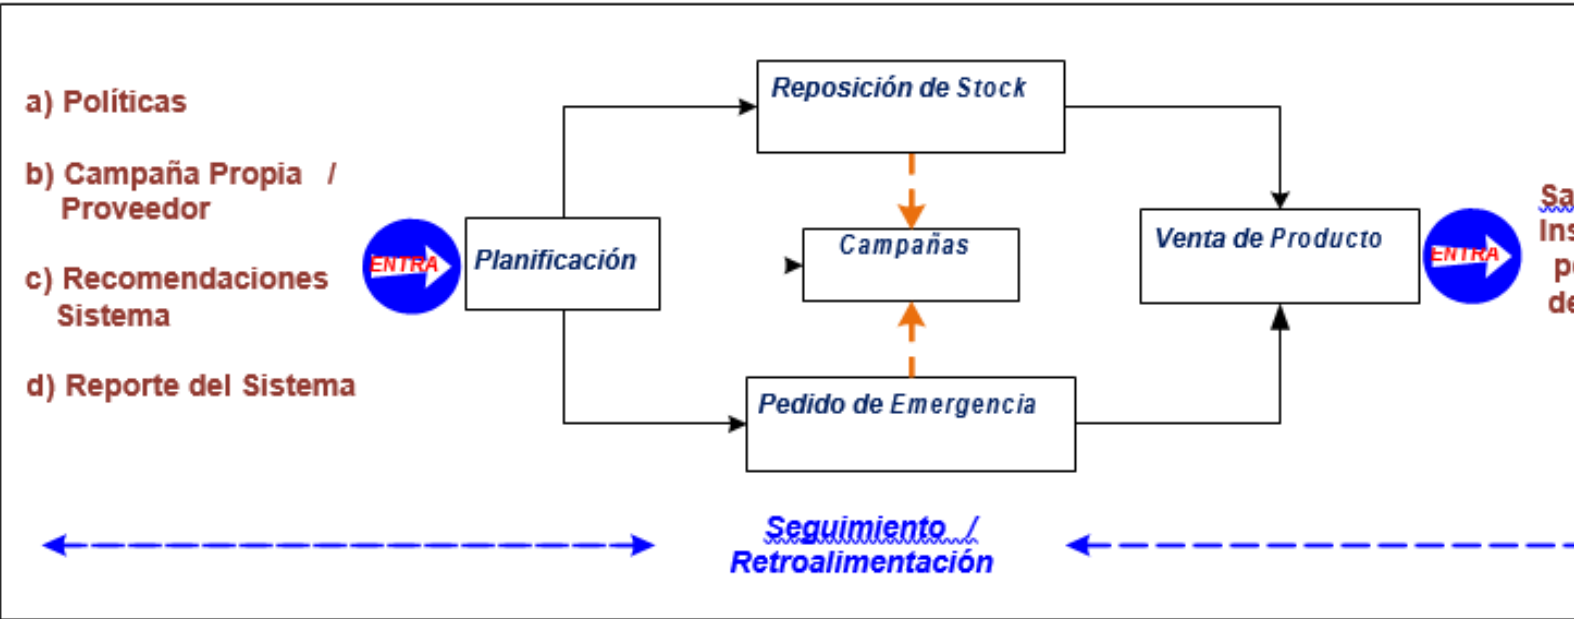 a) Políticas
b) Campaña Propia /
Proveedor
c) Recomendaciones
Sistema
d) Reporte del Sistema
ENTRA
Planificación
Reposición de Stock
Campañas
Pedido de Emergencia
Venta de Producto
ENTRA
Seguimiento /
Retroalimentación